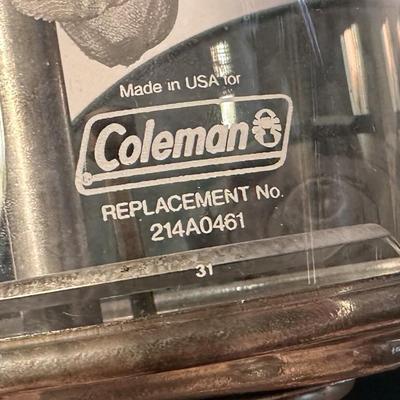 Made in USA for
Coleman
REPLACEMENT No.
214A0461
31